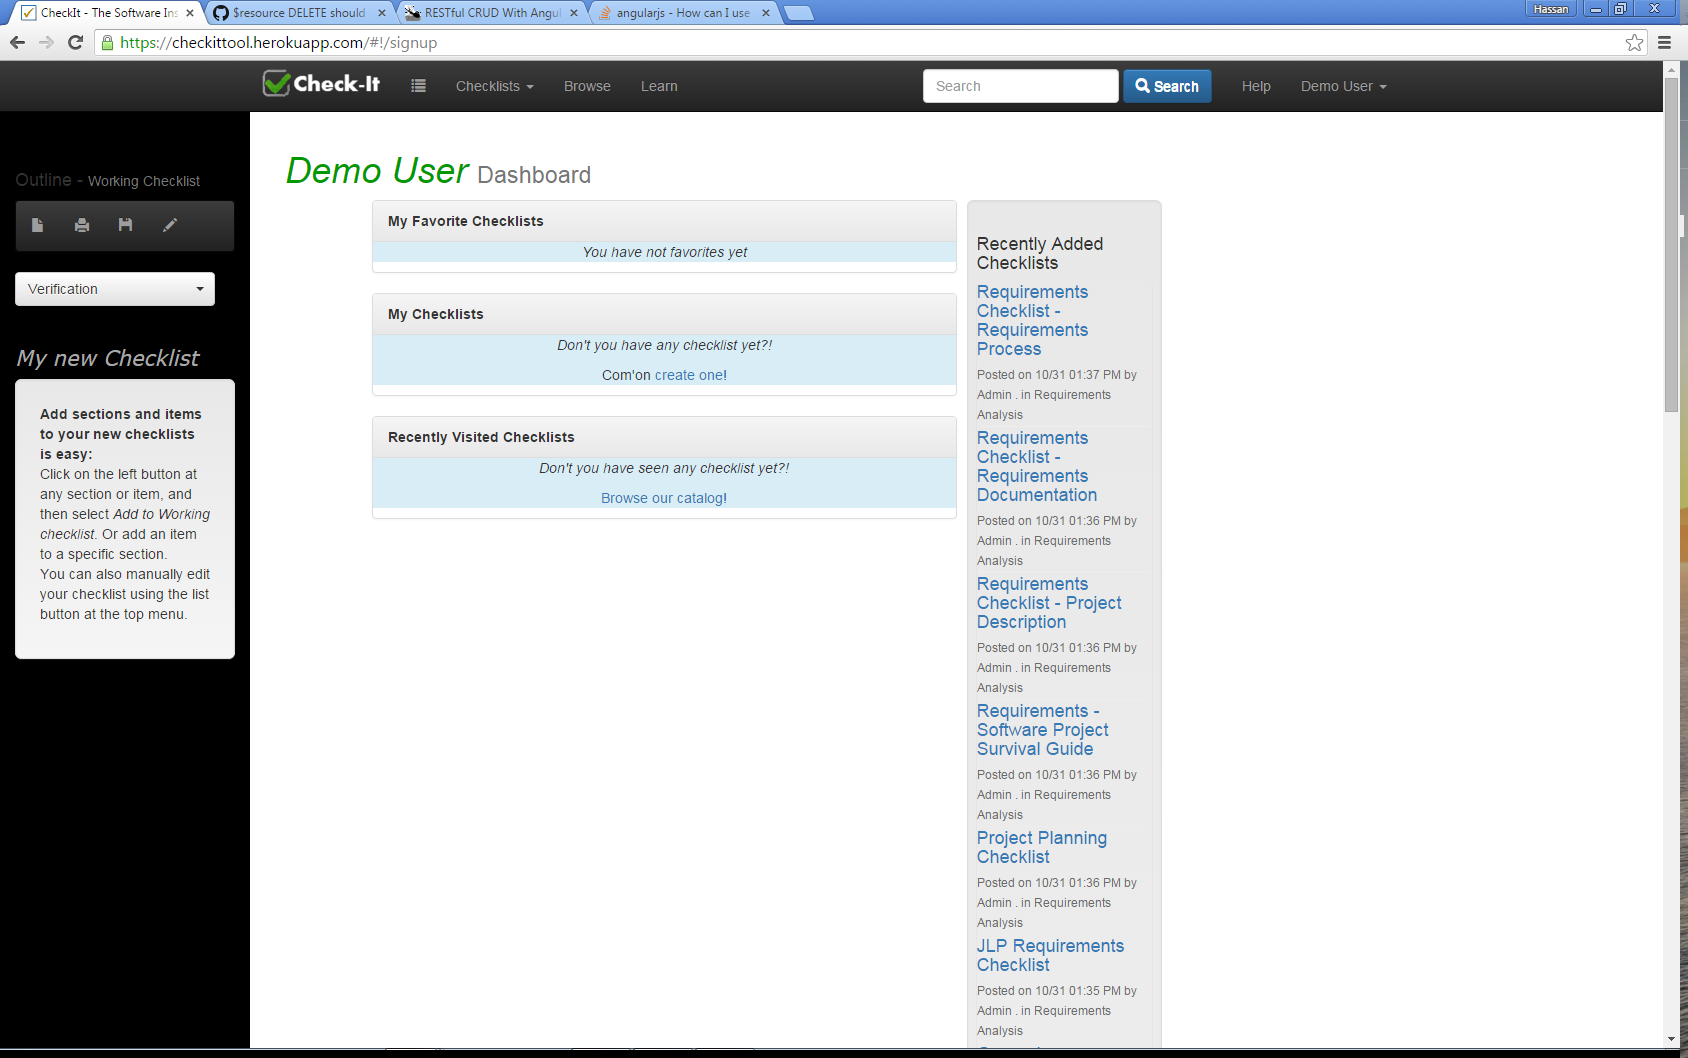 CheckIt - The Software Ins
$resource DELETE should
RESTful CRUD With Angul
angularjs - How can I use
Hassan
https://checkittool.herokuapp.com/#!/signup
Check-It
Checklists
Browse
Learn
Search
Search
Help
Demo User
Outline - Working Checklist
Verification
My new Checklist
Add sections and items
to your new checklists
is easy:
Click on the left button at
any section or item, and
then select Add to Working
checklist. Or add an item
to a specific section.
You can also manually edit
your checklist using the list
button at the top menu.
Demo User Dashboard
My Favorite Checklists
You have not favorites yet
My Checklists
Don't you have any checklist yet?!
Com'on create one!
Recently Visited Checklists
Don't you have seen any checklist yet?!
Browse our catalog!
Recently Added
Checklists
Requirements
Checklist -
Requirements
Process
Posted on 10/31 01:37 PM by
Admin . in Requirements
Analysis
Requirements
Checklist -
Requirements
Documentation
Posted on 10/31 01:36 PM by
Admin . in Requirements
Analysis
Requirements
Checklist - Project
Description
Posted on 10/31 01:36 PM by
Admin . in Requirements
Analysis
Requirements -
Software Project
Survival Guide
Posted on 10/31 01:36 PM by
Admin . in Requirements
Analysis
Project Planning
Checklist
Posted on 10/31 01:36 PM by
Admin . in Requirements
Analysis
JLP Requirements
Checklist
Posted on 10/31 01:35 PM by
Admin . in Requirements
Analysis